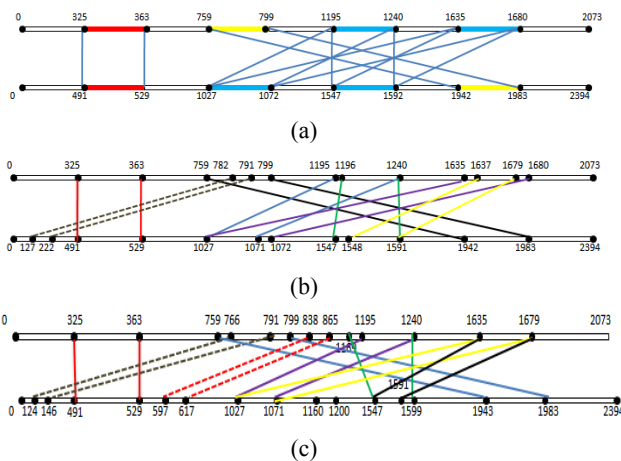 0 325 363 759 799 1195 1240 1635 1680 2073
0 491 529 1027 1072 1547 1592 1942 1983 2394
(a)
0 325 363 759 782 791 799 1195 1196 1240 1635 1637 1679 1680 2073
0 127 222 491 529 1027 1071 1072 1547 1548 1591 1942 1983 2394
(b)
0 325 363 759 766 791 799 838 865 1195 1240 1635 1679 2073
1591
0 124 146 491 529 597 617 1027 1071 1160 1200 1547 1599 1943 1983 2394
(c)